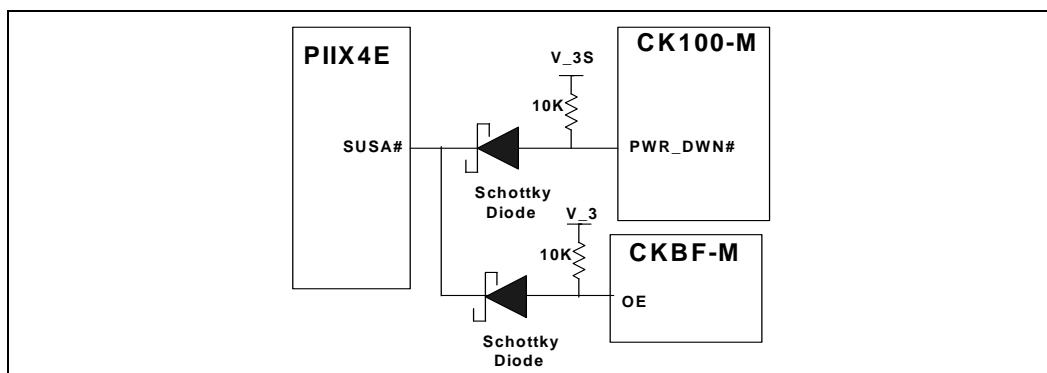 PIIX4E
CK100-M
V_3S
10K
SUSA#
PWR_DWN#
Schottky
Diode
V_3
10K
CKBF-M
OE
Schottky
Diode